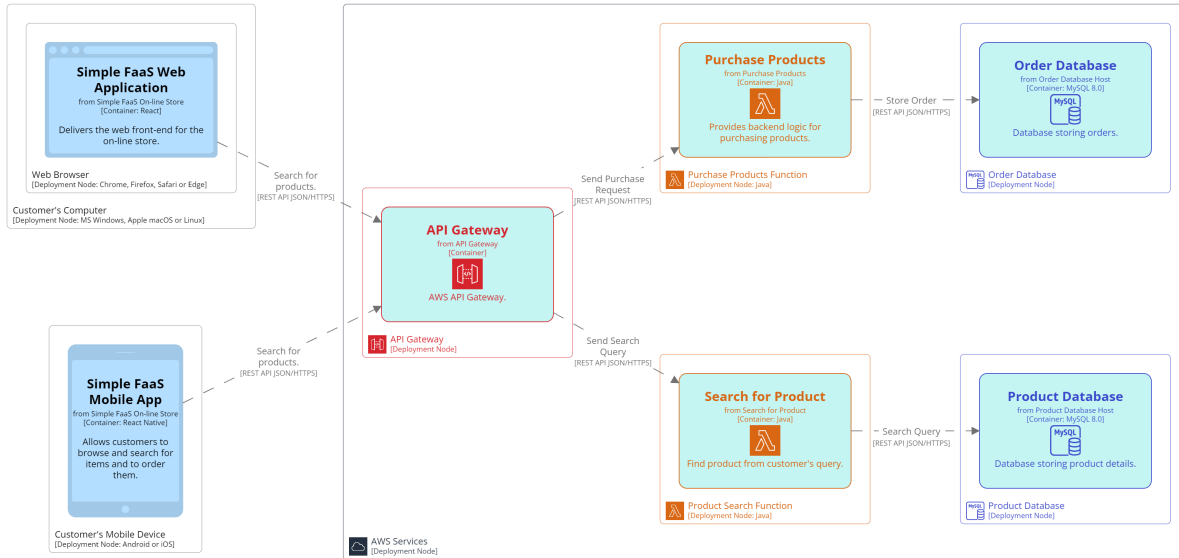 Simple FaaS Web
Application
from Simple FaaS On-line Store
[Container: React]
Delivers the web front-end for the
on-line store.
Web Browser
[Deployment Node: Chrome, Firefox, Safari or Edge]
Customer's Computer
[Deployment Node: MS Windows, Apple macOS or Linux]
Search for
products.
[REST API JSON/HTTPS]
Simple FaaS
Mobile App
from Simple FaaS On-line Store
[Container: React Native]
Allows customers to
browse and search for
items and to order
them.
Customer's Mobile Device
[Deployment Node: Android or iOS]
Search for
products.
[REST API JSON/HTTPS]
API Gateway
from API Gateway
[Container]
AWS API Gateway.
API Gateway
[Deployment Node]
Send Purchase
Request
[REST API JSON/HTTPS]
Send Search
Query
[REST API JSON/HTTPS]
Purchase Products
from Purchase Products
[Container: Java]
Provides backend logic for
purchasing products.
Purchase Products Function
[Deployment Node: Java]
Store Order
[REST API JSON/HTTPS]
Order Database
from Order Database Host
[Container: MySQL 8.0]
MySQL
Database storing orders.
MySQL
Order Database
[Deployment Node]
Search for Product
from Search for Product
[Container: Java]
Find product from customer's query.
Product Search Function
[Deployment Node: Java]
Search Query
[REST API JSON/HTTPS]
Product Database
from Product Database Host
[Container: MySQL 8.0]
MySQL
Database storing product details.
MySQL
Product Database
[Deployment Node]
AWS Services
[Deployment Node]